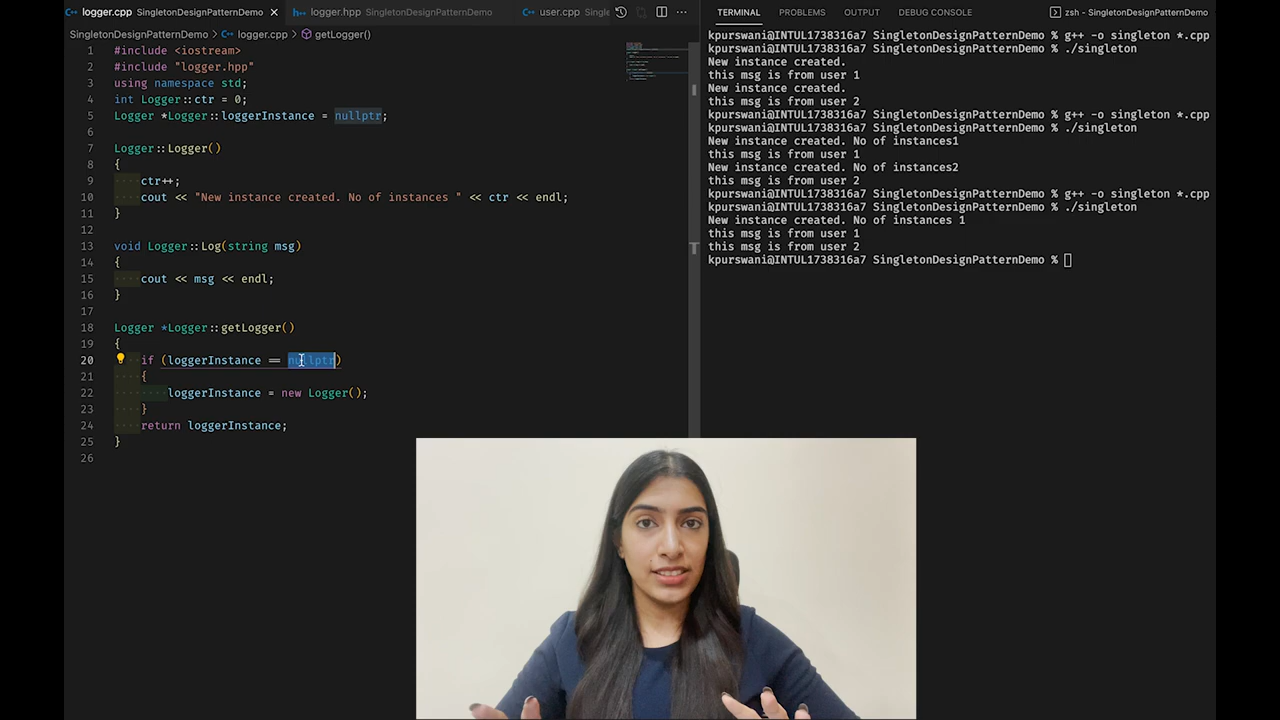 logger.cpp SingletonDesignPatternDemo
logger.hpp SingletonDesignPatternDemo
user.cpp Single
SingletonDesignPatternDemo > logger.cpp > getLogger()
1 #include <iostream>
2 #include "logger.hpp"
3 using namespace std;
4 int Logger::ctr = 0;
5 Logger *Logger::loggerInstance = nullptr;
6
7 Logger::Logger()
8 {
9 ctr++;
10 cout << "New instance created. No of instances " << ctr << endl;
11 }
12
13 void Logger::Log(string msg)
14 {
15 cout << msg << endl;
16 }
17
18 Logger *Logger::getLogger()
19 {
20 if (loggerInstance == nullptr)
21 {
22 loggerInstance = new Logger();
23 }
24 return loggerInstance;
25 }
26
TERMINAL PROBLEMS OUTPUT DEBUG CONSOLE zsh - SingletonDesignPatternDemo
kpurswani@INTUL1738316a7 SingletonDesignPatternDemo % g++ -o singleton *.cpp
kpurswani@INTUL1738316a7 SingletonDesignPatternDemo % ./singleton
New instance created.
this msg is from user 1
New instance created.
this msg is from user 2
kpurswani@INTUL1738316a7 SingletonDesignPatternDemo % g++ -o singleton *.cpp
kpurswani@INTUL1738316a7 SingletonDesignPatternDemo % ./singleton
New instance created. No of instances1
this msg is from user 1
New instance created. No of instances2
this msg is from user 2
kpurswani@INTUL1738316a7 SingletonDesignPatternDemo % g++ -o singleton *.cpp
kpurswani@INTUL1738316a7 SingletonDesignPatternDemo % ./singleton
New instance created. No of instances 1
this msg is from user 1
this msg is from user 2
kpurswani@INTUL1738316a7 SingletonDesignPatternDemo %